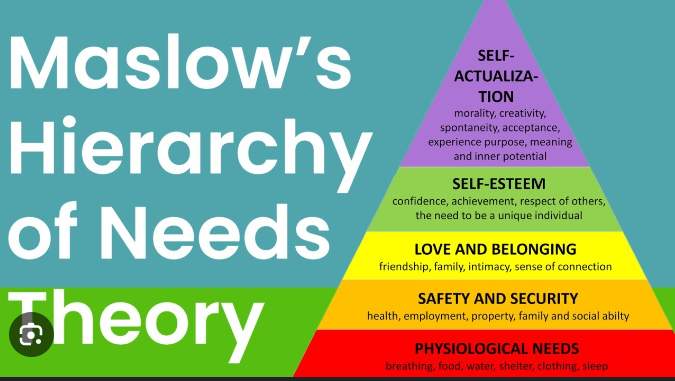 Maslow's
Hierarchy
of Needs
Theory
SELF-
ACTUALIZA-
TION
morality, creativity,
spontaneity, acceptance,
experience purpose, meaning
and inner potential
SELF-ESTEEM
confidence, achievement, respect of others,
the need to be a unique individual
LOVE AND BELONGING
friendship, family, intimacy, sense of connection
SAFETY AND SECURITY
health, employment, property, family and social abilty
PHYSIOLOGICAL NEEDS
breathing, food, water, shelter, clothing, sleep